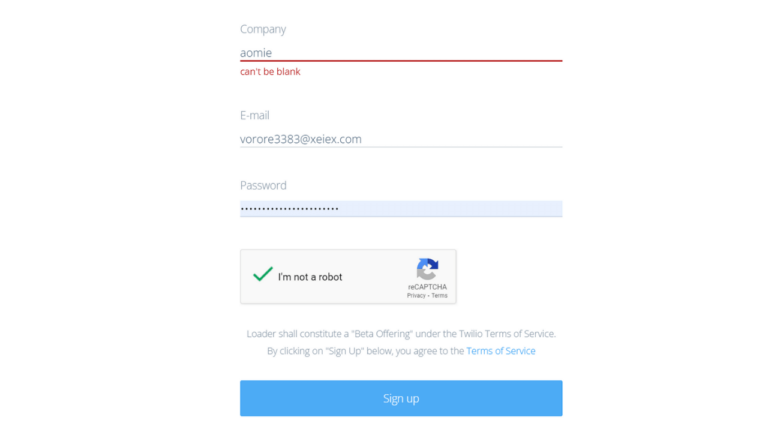 Company
aomie
can't be blank
E-mail
vorore3383@xeiex.com
Password
•••••••••••••••••••••••
I'm not a robot
reCAPTCHA
Privacy - Terms
Loader shall constitute a "Beta Offering" under the Twilio Terms of Service.
By clicking on "Sign Up" below, you agree to the Terms of Service
Sign up